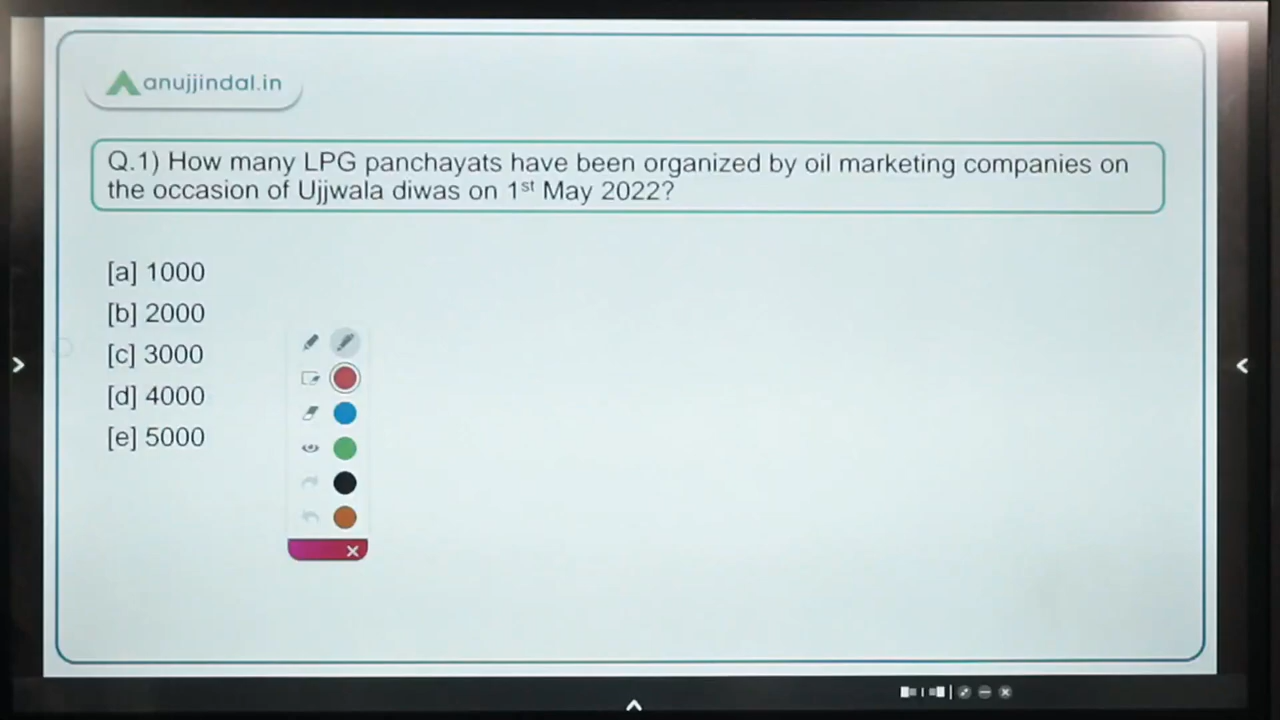 anujjindal.in
Q.1) How many LPG panchayats have been organized by oil marketing companies on
the occasion of Ujjwala diwas on 1st May 2022?
[a] 1000
[b] 2000
[c] 3000
[d] 4000
[e] 5000